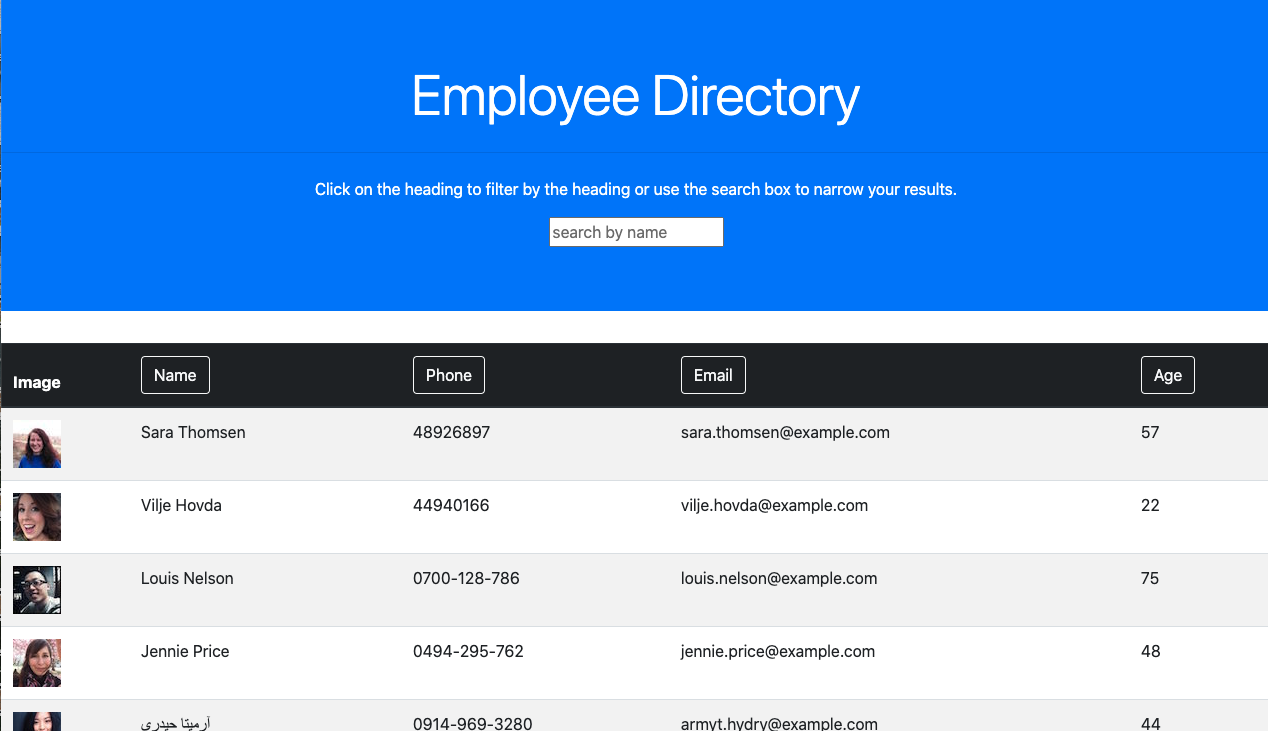 Employee Directory
Click on the heading to filter by the heading or use the search box to narrow your results.
search by name
Image Name Phone Email Age
Sara Thomsen 48926897 sara.thomsen@example.com 57
Vilje Hovda 44940166 vilje.hovda@example.com 22
Louis Nelson 0700-128-786 louis.nelson@example.com 75
Jennie Price 0494-295-762 jennie.price@example.com 48
آرمیتا حیدری 0914-969-3280 armyt.hydry@example.com 44